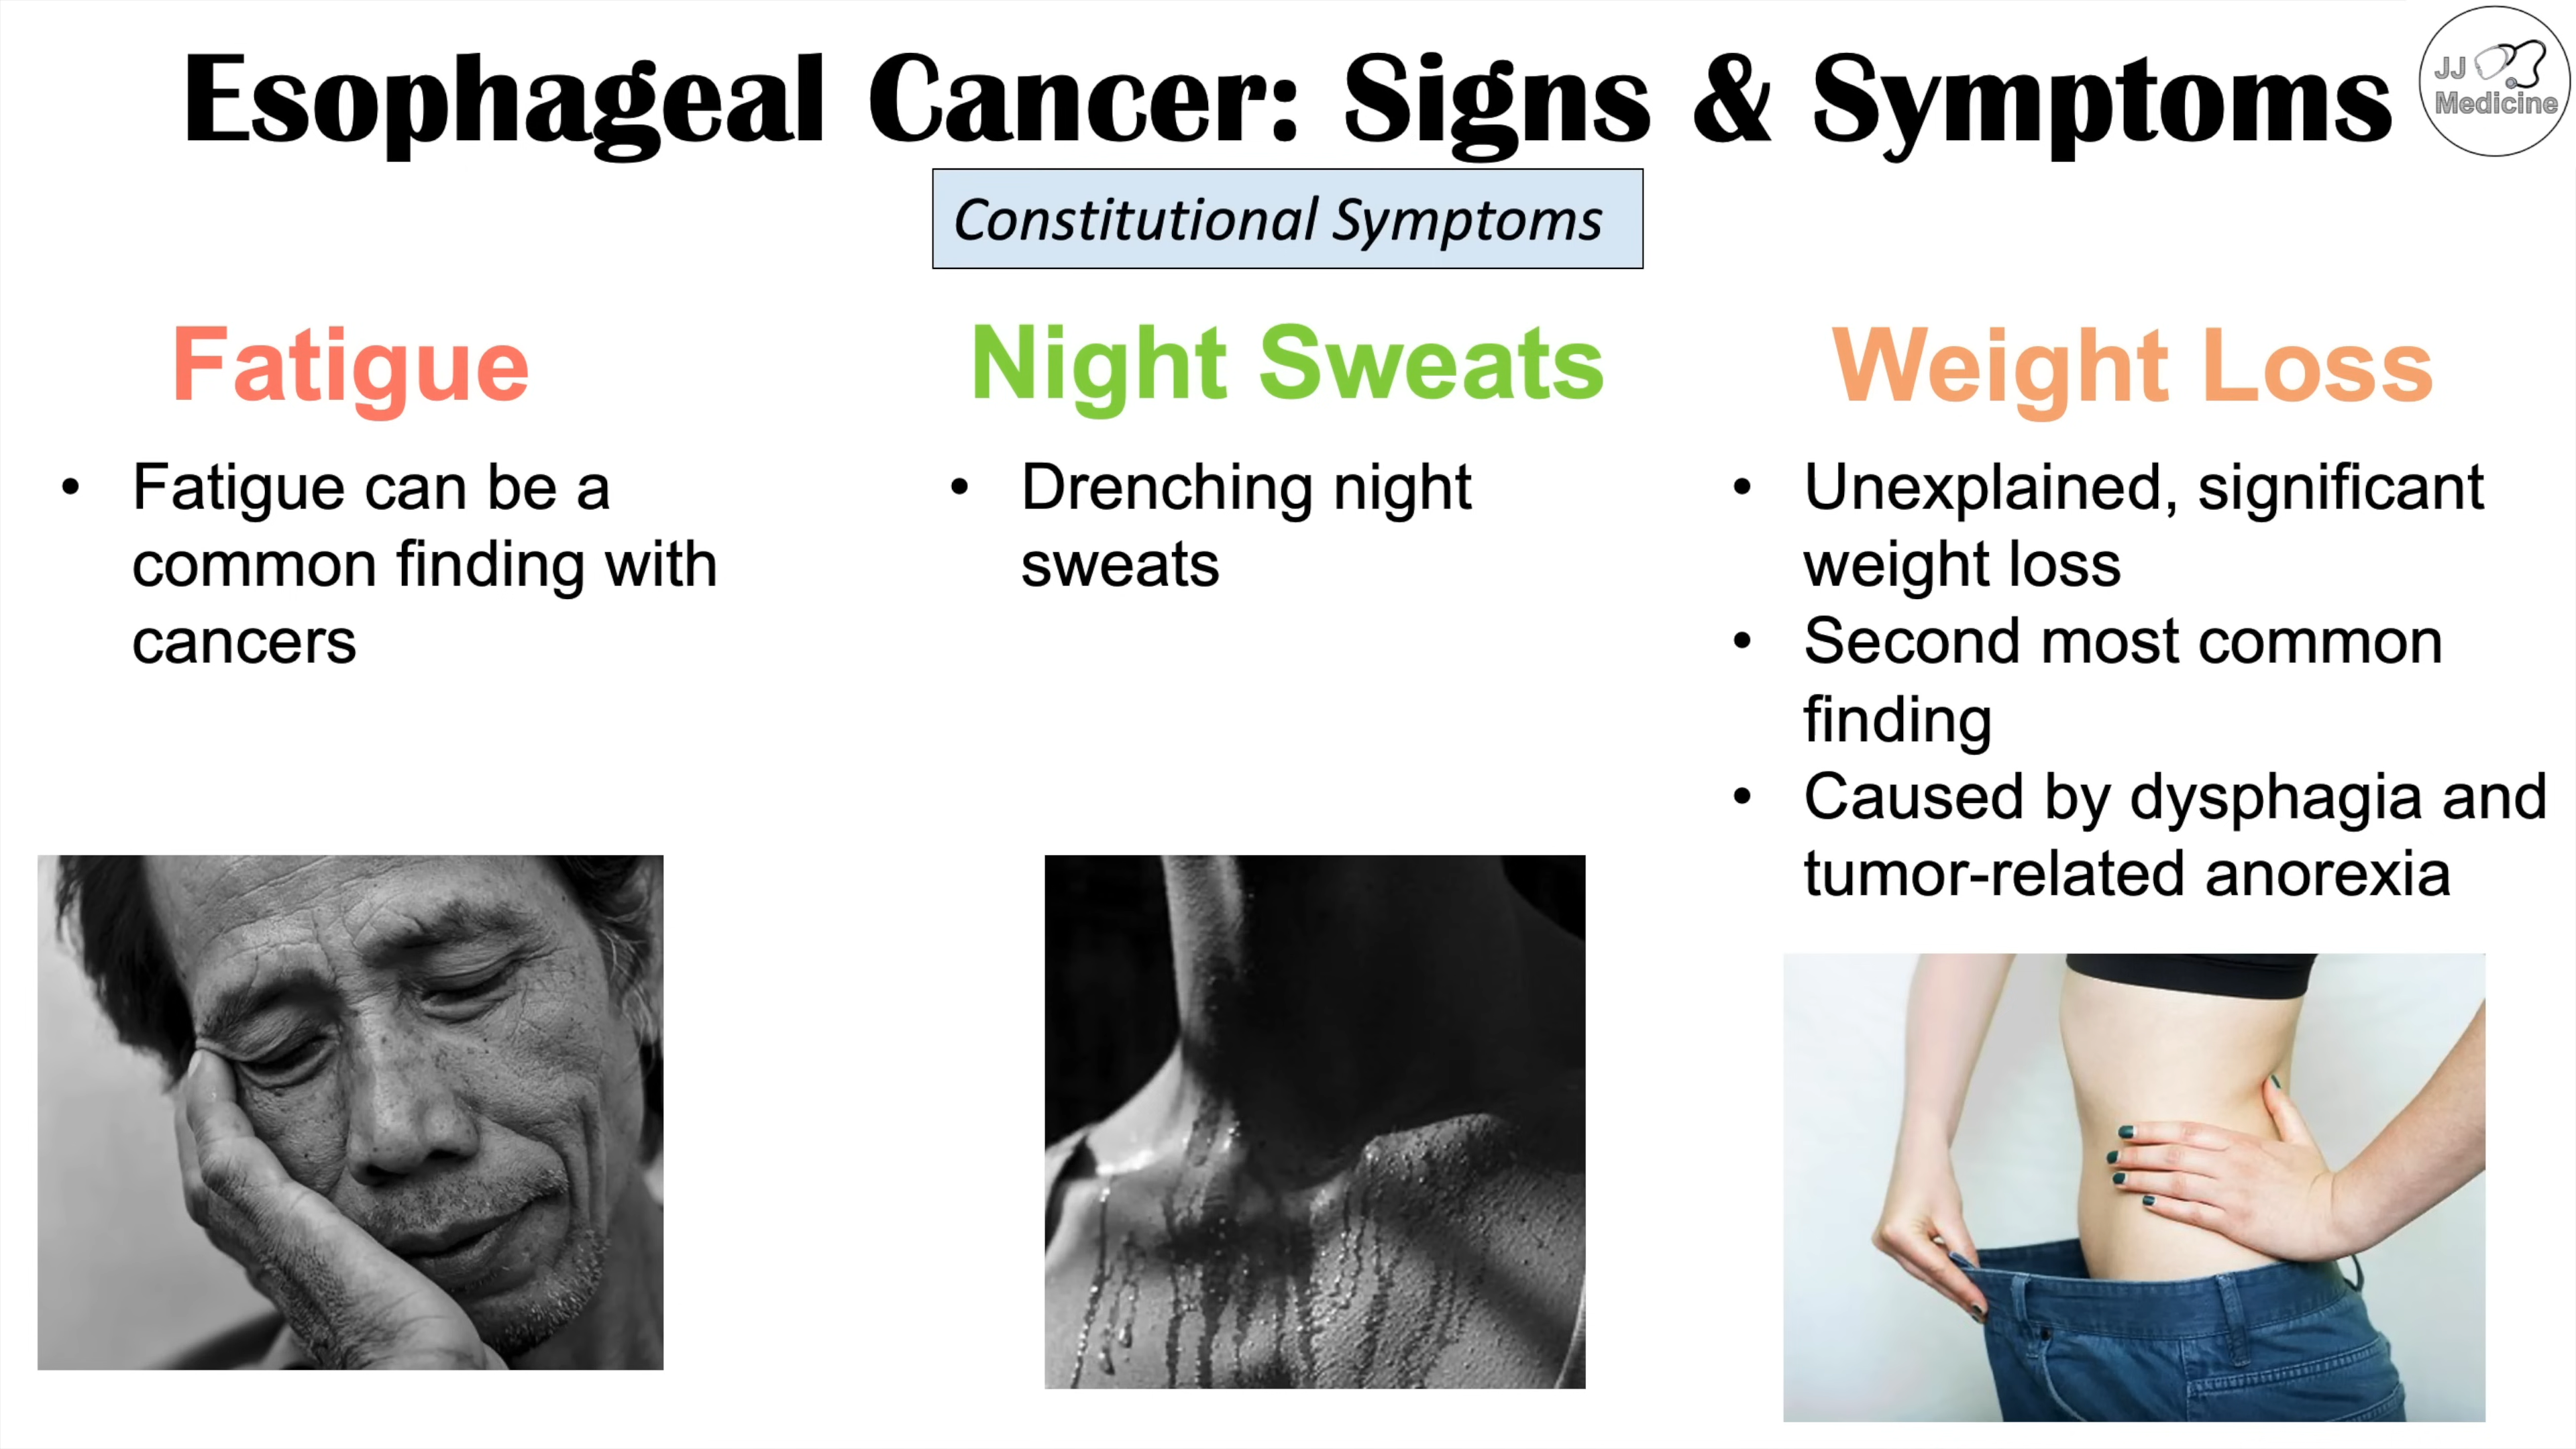 Esophageal Cancer: Signs & Symptoms
JJ
Medicine
Constitutional Symptoms
Fatigue
• Fatigue can be a
common finding with
cancers
Night Sweats
• Drenching night
sweats
Weight Loss
• Unexplained, significant
weight loss
• Second most common
finding
• Caused by dysphagia and
tumor-related anorexia